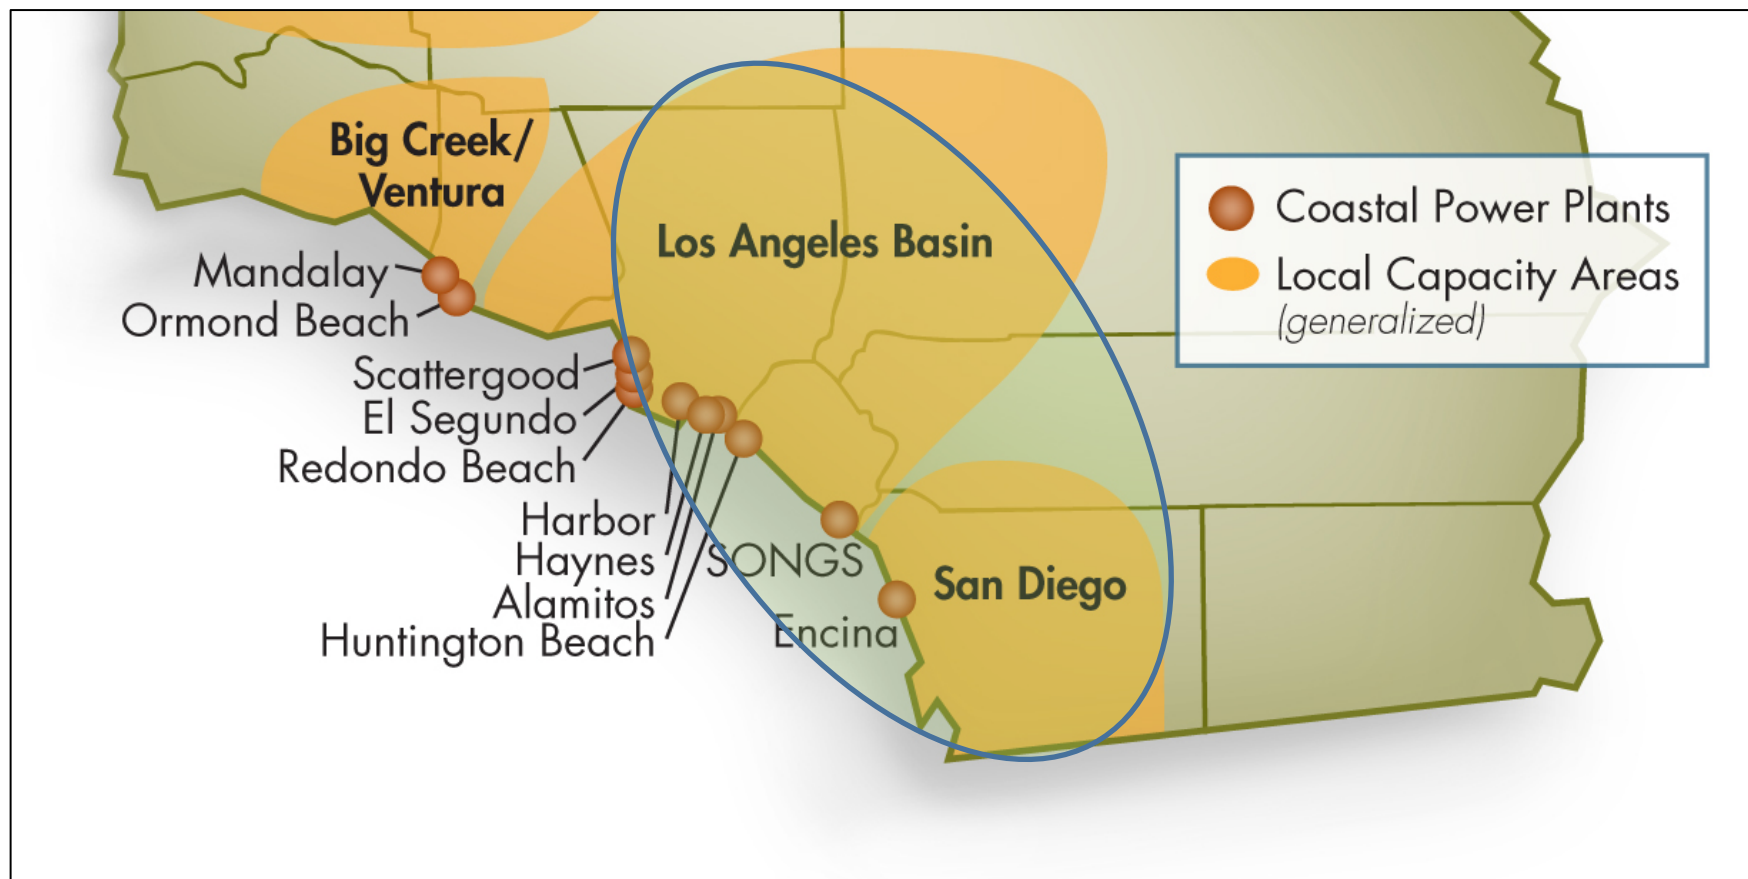 Big Creek/
Ventura
Los Angeles Basin
Coastal Power Plants
Local Capacity Areas
(generalized)
Mandalay
Ormond Beach
Scattergood
El Segundo
Redondo Beach
Harbor
Haynes
Alamitos
Huntington Beach
SONGS
Encina
San Diego